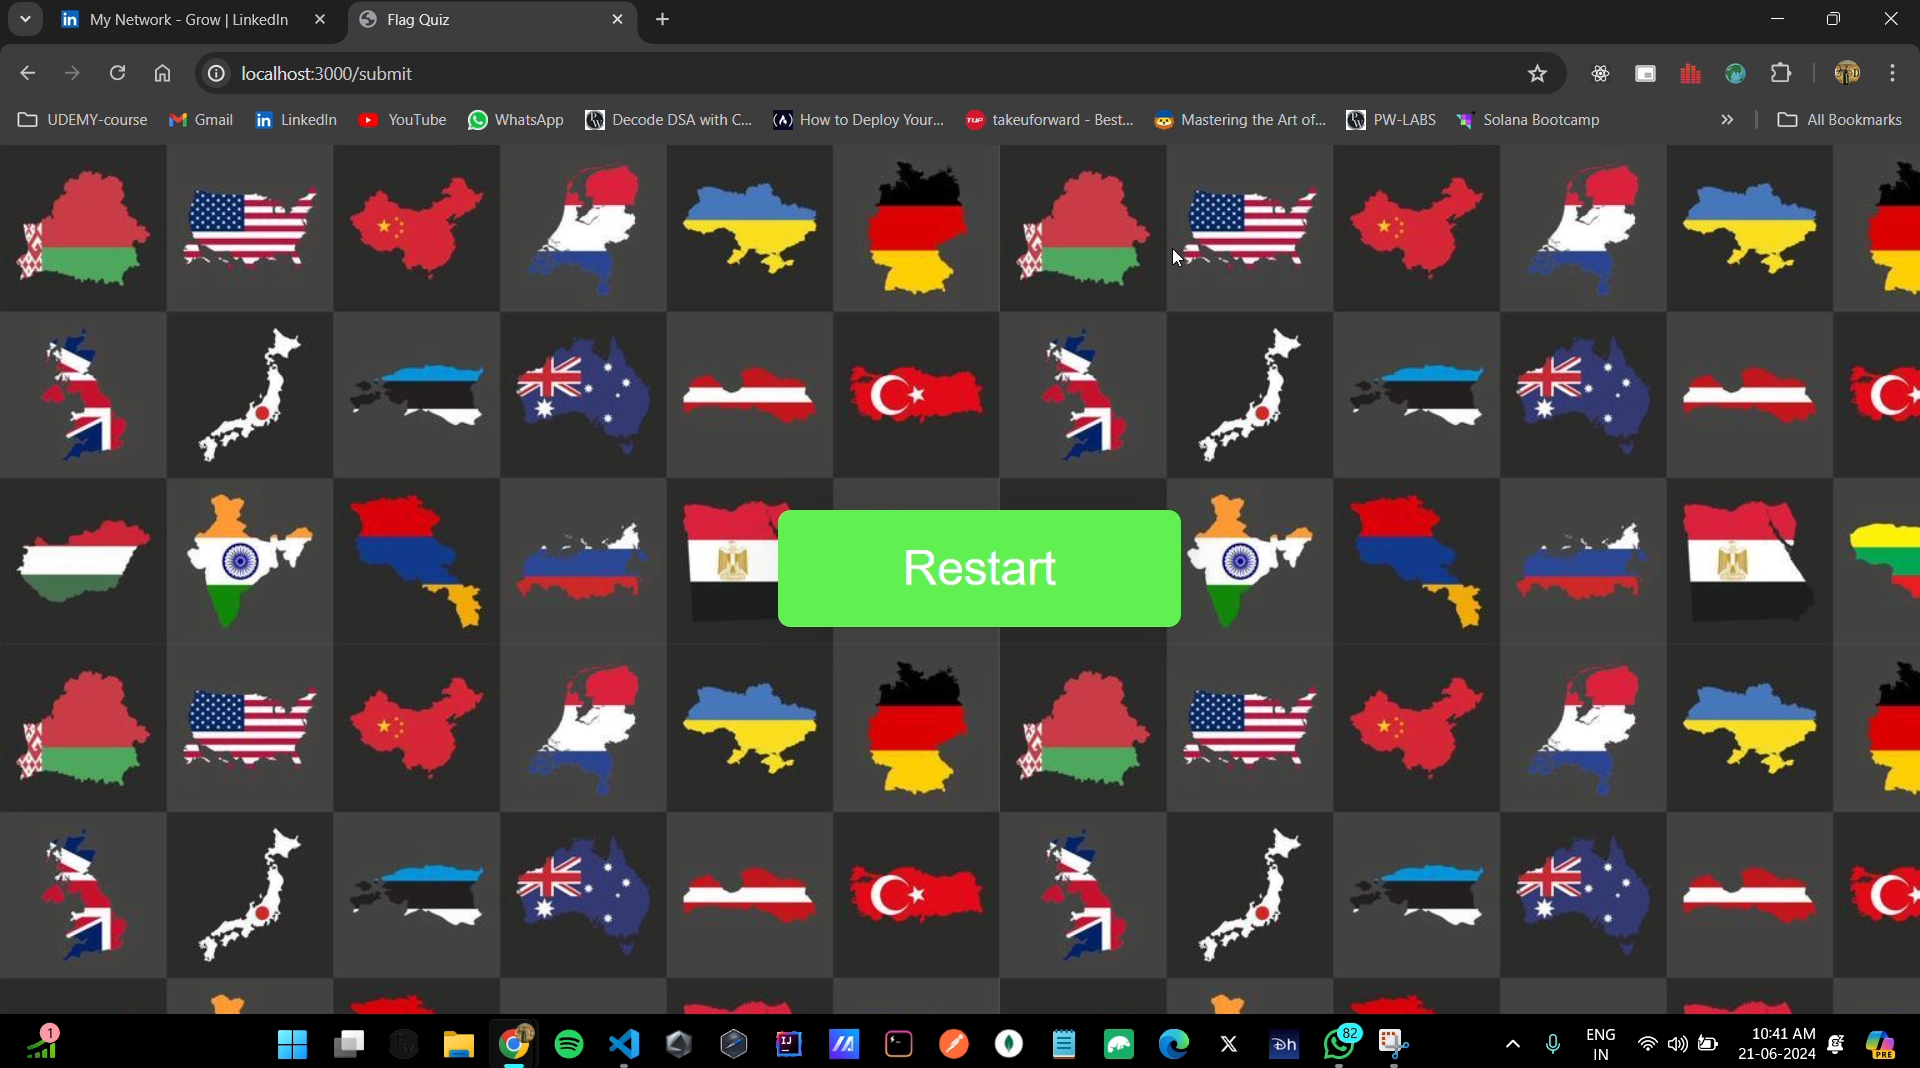 My Network - Grow | LinkedIn
Flag Quiz
localhost:3000/submit
UDEMY-course Gmail LinkedIn YouTube WhatsApp Decode DSA with C... How to Deploy Your... takeuforward - Best... Mastering the Art of... PW-LABS Solana Bootcamp » All Bookmarks
Restart
1
82
ENG
IN
10:41 AM
21-06-2024